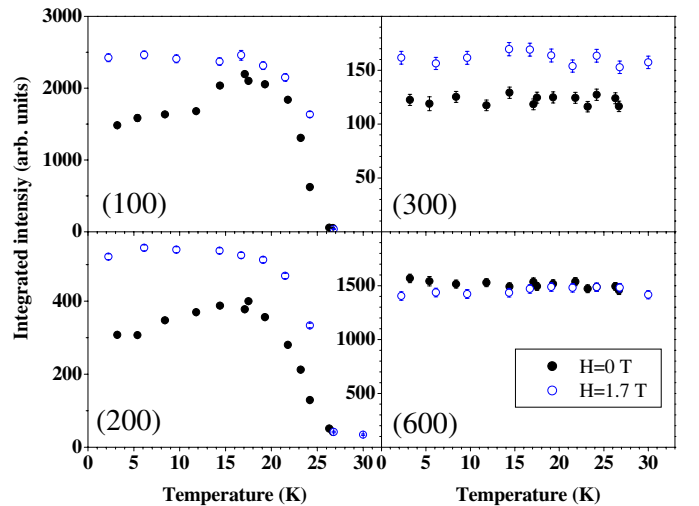 Integrated intensiy (arb. units)
3000
2000
1000
0
(100)
150
100
50
(300)
400
200
0
(200)
1500
1000
500
(600)
H=0 T
H=1.7 T
0 5 10 15 20 25 30
5 10 15 20 25 30
Temperature (K)
Temperature (K)